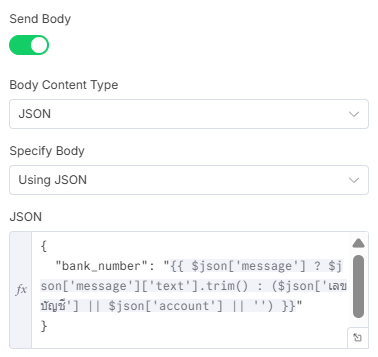 Send Body
Body Content Type
JSON
Specify Body
Using JSON
JSON
fx
{
"bank_number": "{{ $json['message'] ? $j
son['message']['text'].trim() : ($json['เลข
บัญชี'] || $json['account'] || '') }}"
}